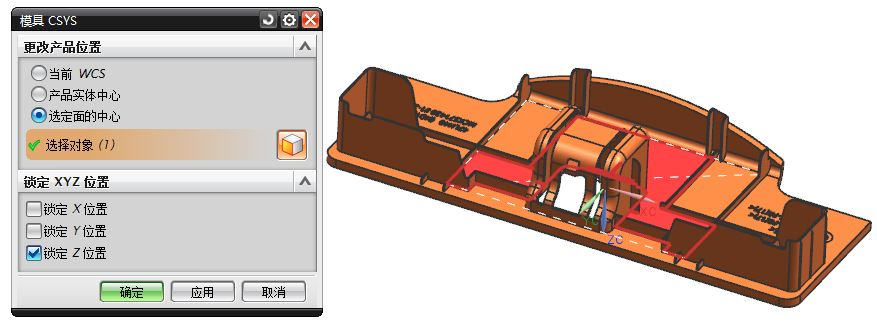 模具 CSYS
更改产品位置
当前 WCS
产品实体中心
选定面的中心
选择对象 (1)
锁定 XYZ 位置
锁定 X 位置
锁定 Y 位置
锁定 Z 位置
确定 应用 取消
XC
ZC